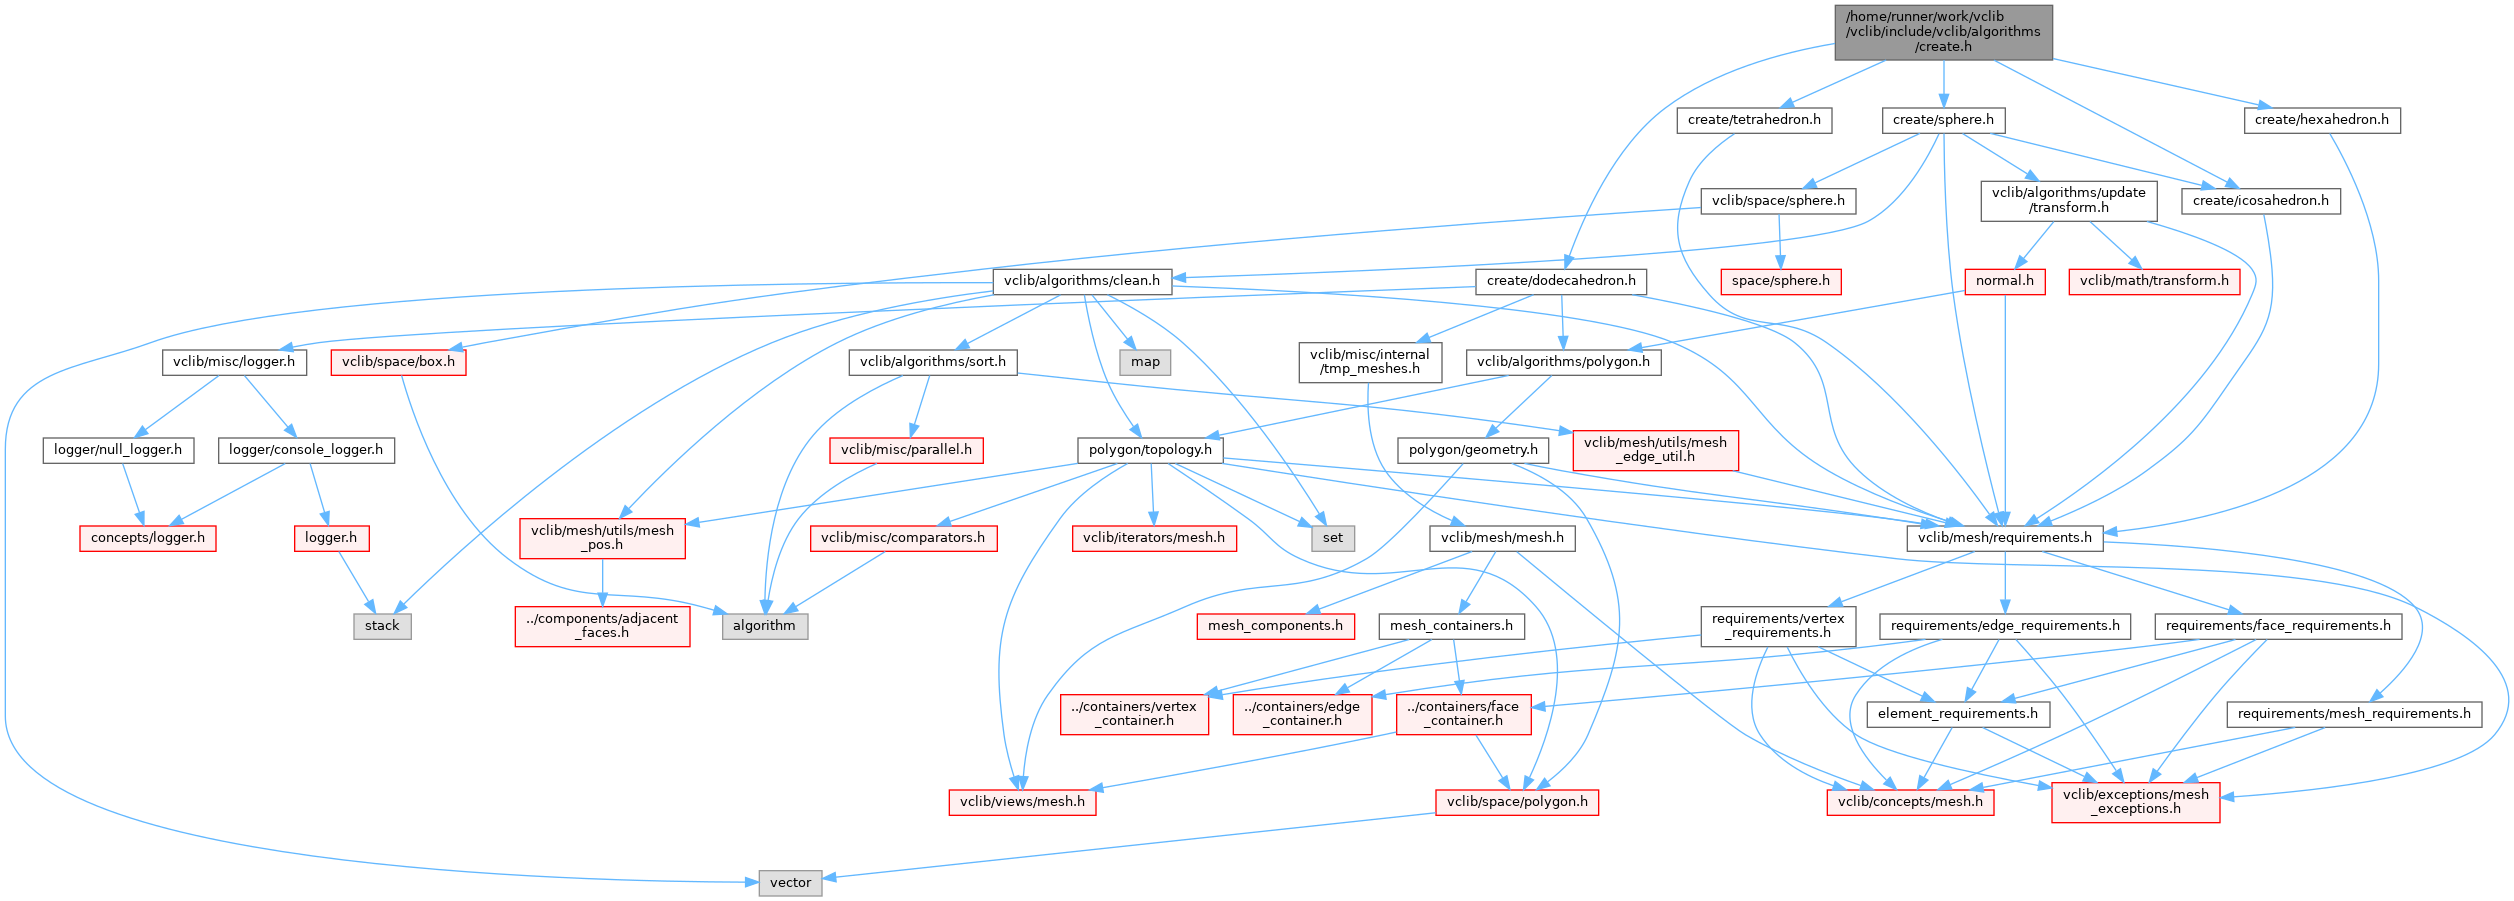 /home/runner/work/vclib
/vclib/include/vclib/algorithms
/create.h
create/tetrahedron.h
create/sphere.h
create/hexahedron.h
vclib/space/sphere.h
vclib/algorithms/update
/transform.h
create/icosahedron.h
vclib/algorithms/clean.h
create/dodecahedron.h
space/sphere.h
normal.h
vclib/math/transform.h
vclib/misc/logger.h
vclib/space/box.h
vclib/algorithms/sort.h
map
vclib/misc/internal
/tmp_meshes.h
vclib/algorithms/polygon.h
logger/null_logger.h
logger/console_logger.h
vclib/misc/parallel.h
polygon/topology.h
polygon/geometry.h
vclib/mesh/utils/mesh
_edge_util.h
concepts/logger.h
logger.h
vclib/mesh/utils/mesh
_pos.h
vclib/misc/comparators.h
vclib/iterators/mesh.h
set
vclib/mesh/mesh.h
vclib/mesh/requirements.h
stack
../components/adjacent
_faces.h
algorithm
mesh_components.h
mesh_containers.h
requirements/vertex
_requirements.h
requirements/edge_requirements.h
requirements/face_requirements.h
../containers/vertex
_container.h
../containers/edge
_container.h
../containers/face
_container.h
element_requirements.h
requirements/mesh_requirements.h
vclib/views/mesh.h
vclib/space/polygon.h
vclib/concepts/mesh.h
vclib/exceptions/mesh
_exceptions.h
vector